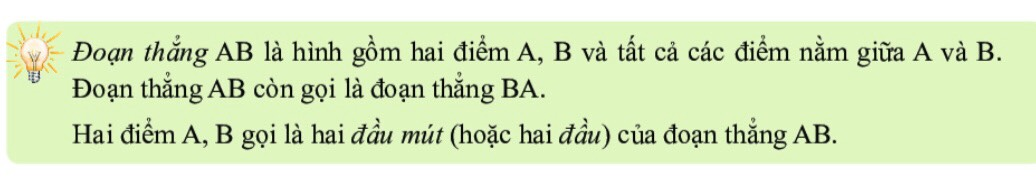 Đoạn thẳng AB là hình gồm hai điểm A, B và tất cả các điểm nằm giữa A và B.
Đoạn thẳng AB còn gọi là đoạn thẳng BA.
Hai điểm A, B gọi là hai đầu mút (hoặc hai đầu) của đoạn thẳng AB.